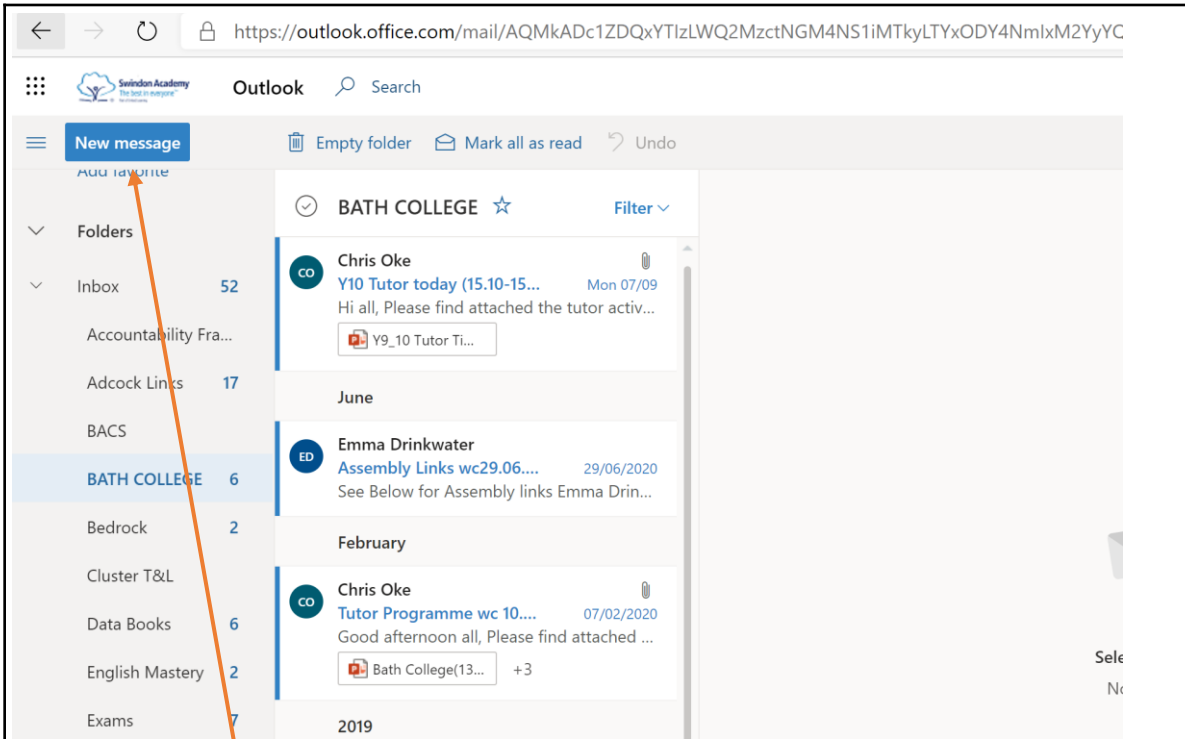 https://outlook.office.com/mail/AQMkADc1ZDQxYTIzLWQ2MzctNGM4NS1iMTkyLTYxODY4NmIxM2YyYC
Swindon Academy
The best in everyone™
Outlook
Search
New message
Empty folder
Mark all as read
Undo
Add favorite
Folders
Inbox 52
Accountability Fra...
Adcock Links 17
BACS
BATH COLLEGE 6
Bedrock 2
Cluster T&L
Data Books 6
English Mastery 2
Exams 7
BATH COLLEGE
Filter
CO
Chris Oke
Y10 Tutor today (15.10-15... Mon 07/09
Hi all, Please find attached the tutor activ...
Y9_10 Tutor Ti...
June
ED
Emma Drinkwater
Assembly Links wc29.06.... 29/06/2020
See Below for Assembly links Emma Drin...
February
CO
Chris Oke
Tutor Programme wc 10.... 07/02/2020
Good afternoon all, Please find attached ...
Bath College(13... +3
2019
Sele